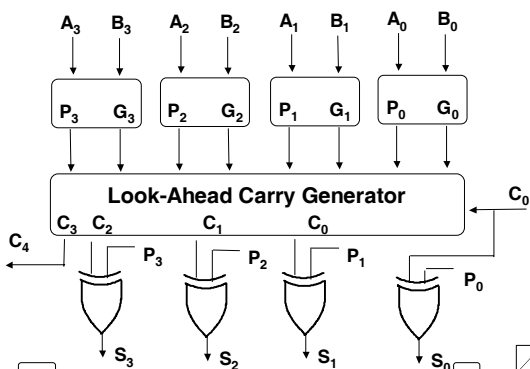 A3 B3 A2 B2 A1 B1 A0 B0
P3 G3 P2 G2 P1 G1 P0 G0
Look-Ahead Carry Generator
C0
C3 C2 C1 C0
C4
P3 P2 P1 P0
S3 S2 S1 S0